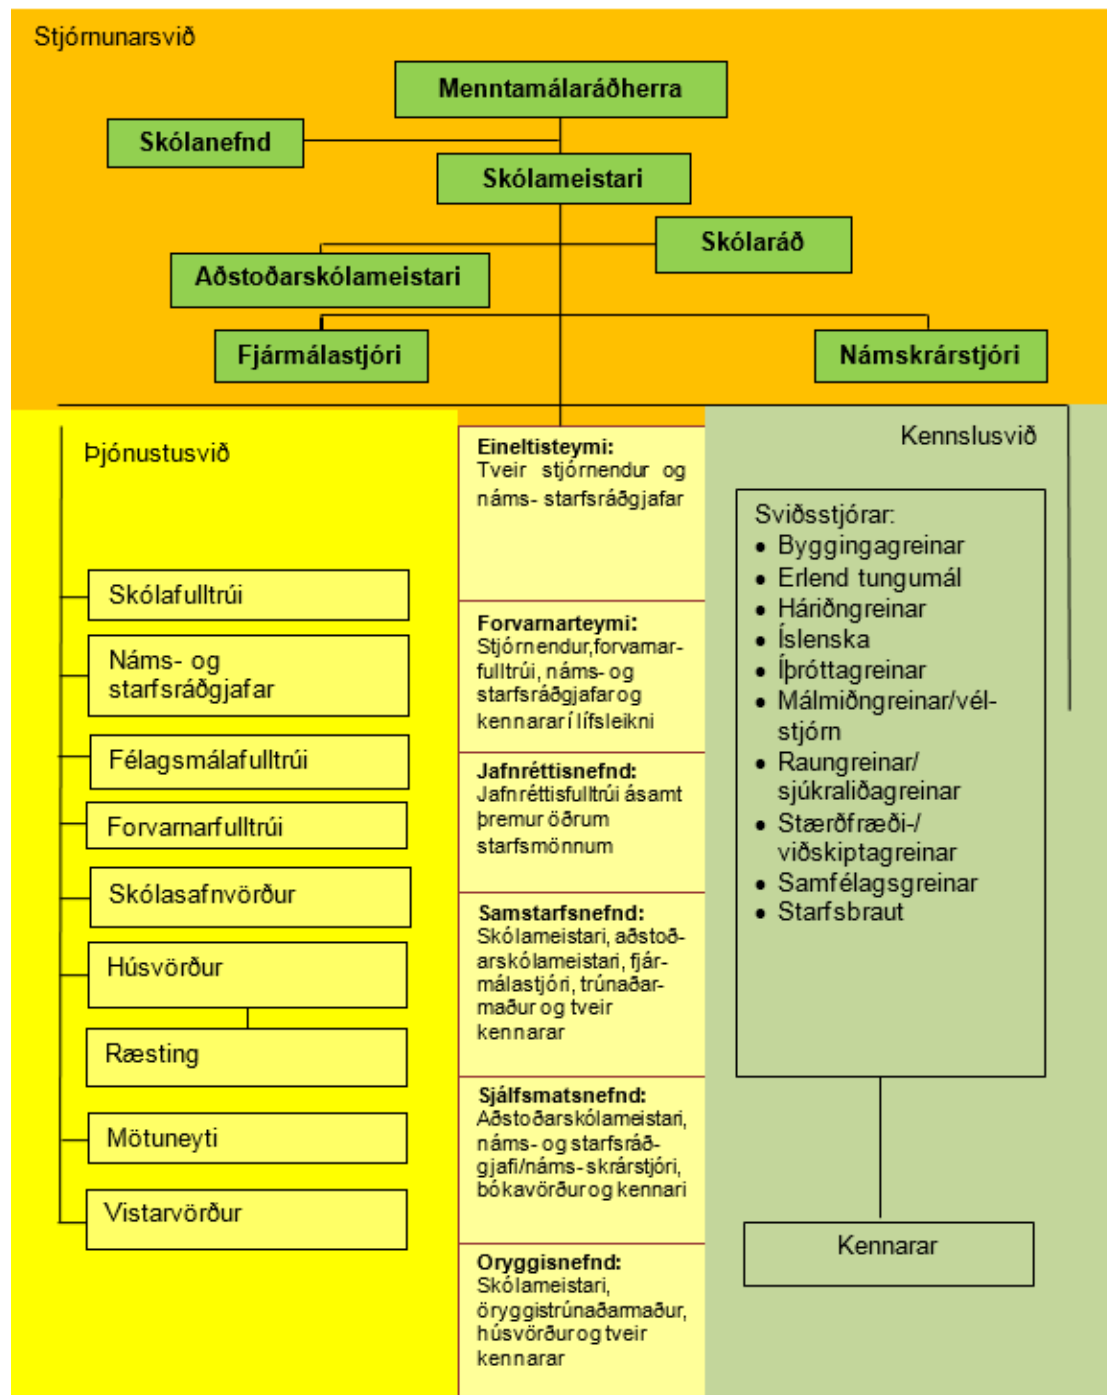 Stjórnunarsvið
Menntamálaráðherra
Skólanefnd
Skólameistari
Skólaráð
Aðstoðarskólameistari
Fjármálastjóri
Námskrárstjóri
Þjónustusvið
Skólafulltrúi
Náms- og
starfsráðgjafar
Félagsmálafulltrúi
Forvarnarfulltrúi
Skólasafnvörður
Húsvörður
Ræsting
Mötuneyti
Vistarvörður
Eineltisteymi:
Tveir stjórnendur og
náms- starfsráðgjafar
Forvarnarteymi:
Stjórnendur,forvarnar-
fulltrúi, náms- og
starfsráðgjafar og
kennarar í lífsleikni
Jafnréttisnefnd:
Jafnréttisfulltrúi ásamt
þremur öðrum
starfsmönnum
Samstarfsnefnd:
Skólameistari, aðstoð-
arskólameistari, fjár-
málastjóri, trúnaðar-
maður og tveir
kennarar
Sjálfsmatsnefnd:
Aðstoðarskólameistari,
náms- og starfsráð-
gjafi/náms- skrárstjóri,
bókavörður og kennari
Oryggisnefnd:
Skólameistari,
öryggistrúnaðarmaður,
húsvörður og tveir
kennarar
Kennslusvið
Sviðsstjórar:
• Byggingagreinar
• Erlend tungumál
• Háriðngreinar
• Íslenska
• Íþróttagreinar
• Málmiðngreinar/vél-
stjórn
• Raungreinar/
sjúkraliðagreinar
• Stærðfræði-/
viðskiptagreinar
• Samfélagsgreinar
• Starfsbraut
Kennarar